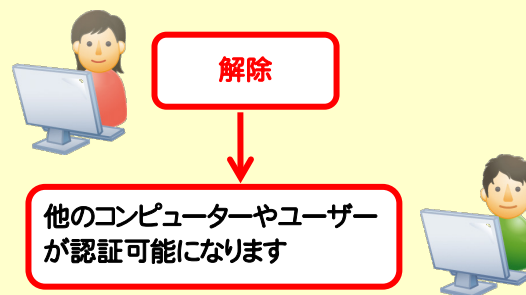 解除
他のコンピューターやユーザー
が認証可能になります